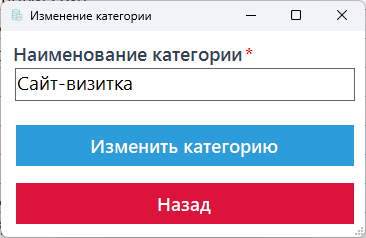 Изменение категории
Наименование категории *
Сайт-визитка
Изменить категорию
Назад